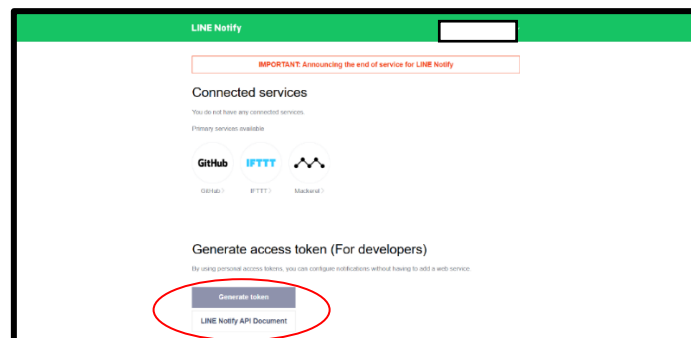 LINE Notify
IMPORTANT: Announcing the end of service for LINE Notify
Connected services
You do not have any connected services.
Primary services available
GitHub IFTTT
GitHub〉 IFTTT〉 Mackerel〉
Generate access token (For developers)
By using personal access tokens, you can configure notifications without having to add a web service.
Generate token
LINE Notify API Document